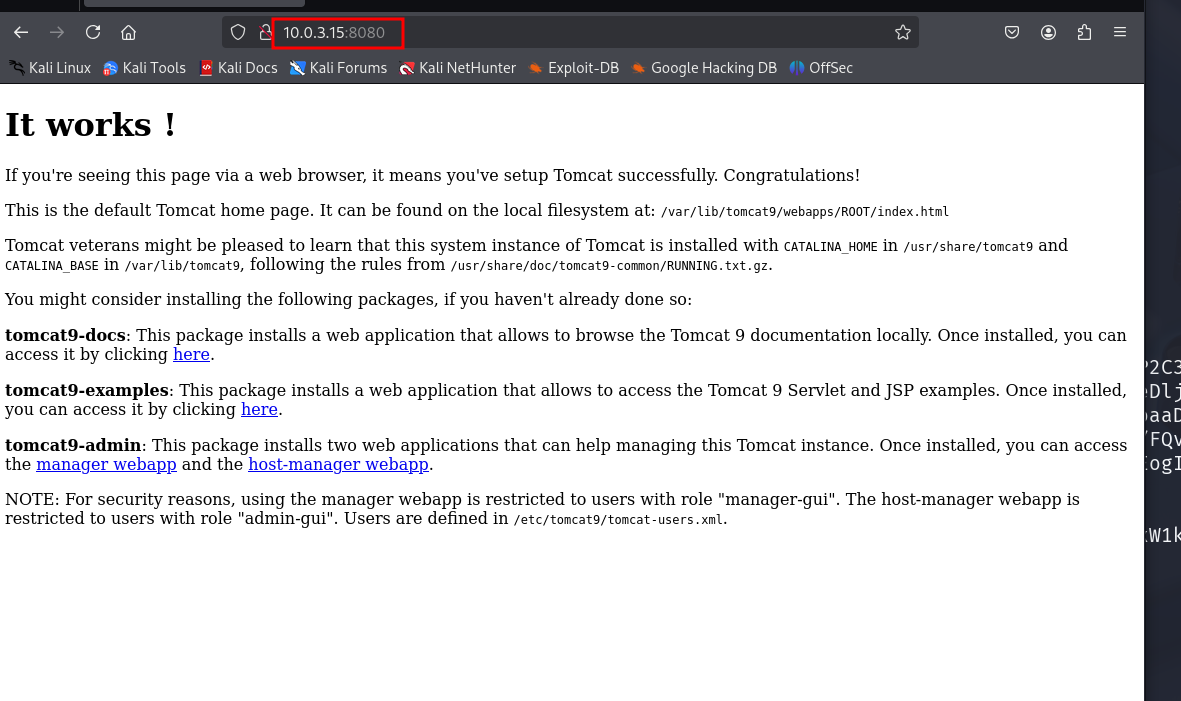 10.0.3.15:8080
Kali Linux Kali Tools Kali Docs Kali Forums Kali NetHunter Exploit-DB Google Hacking DB OffSec
It works !
If you're seeing this page via a web browser, it means you've setup Tomcat successfully. Congratulations!
This is the default Tomcat home page. It can be found on the local filesystem at: /var/lib/tomcat9/webapps/ROOT/index.html
Tomcat veterans might be pleased to learn that this system instance of Tomcat is installed with CATALINA_HOME in /usr/share/tomcat9 and
CATALINA_BASE in /var/lib/tomcat9, following the rules from /usr/share/doc/tomcat9-common/RUNNING.txt.gz.
You might consider installing the following packages, if you haven't already done so:
tomcat9-docs: This package installs a web application that allows to browse the Tomcat 9 documentation locally. Once installed, you can
access it by clicking here.
tomcat9-examples: This package installs a web application that allows to access the Tomcat 9 Servlet and JSP examples. Once installed,
you can access it by clicking here.
tomcat9-admin: This package installs two web applications that can help managing this Tomcat instance. Once installed, you can access
the manager webapp and the host-manager webapp.
NOTE: For security reasons, using the manager webapp is restricted to users with role "manager-gui". The host-manager webapp is
restricted to users with role "admin-gui". Users are defined in /etc/tomcat9/tomcat-users.xml.